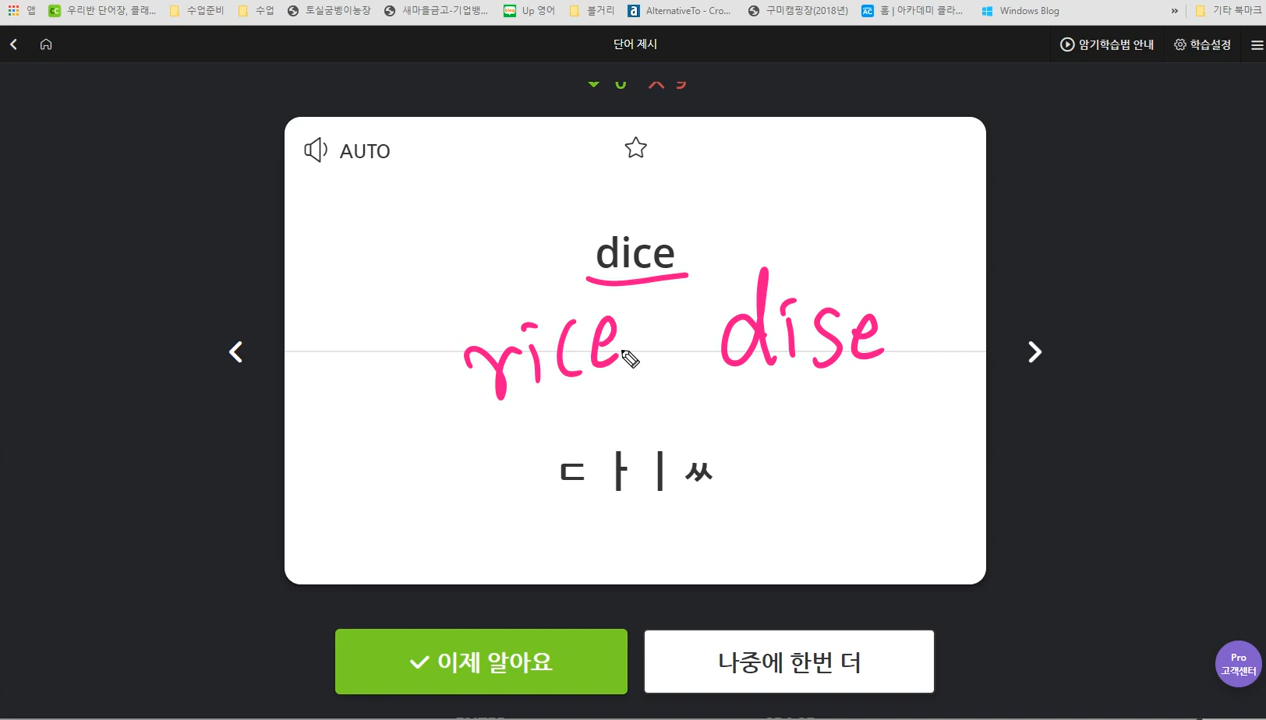 앱 우리반 단어장, 클래... 수업준비 수업 토실굼벵이농장 새마을금고-기업뱅... Up 영어 볼거리 AlternativeTo - Cro... 구미캠핑장(2018년) 홈 | 아카데미 클라... Windows Blog » 기타 북마크
단어 제시 암기학습법 안내 학습설정
AUTO
dice
rice dise
ㄷ ㅏ ㅣ ㅆ
이제 알아요 나중에 한번 더
Pro
고객센터